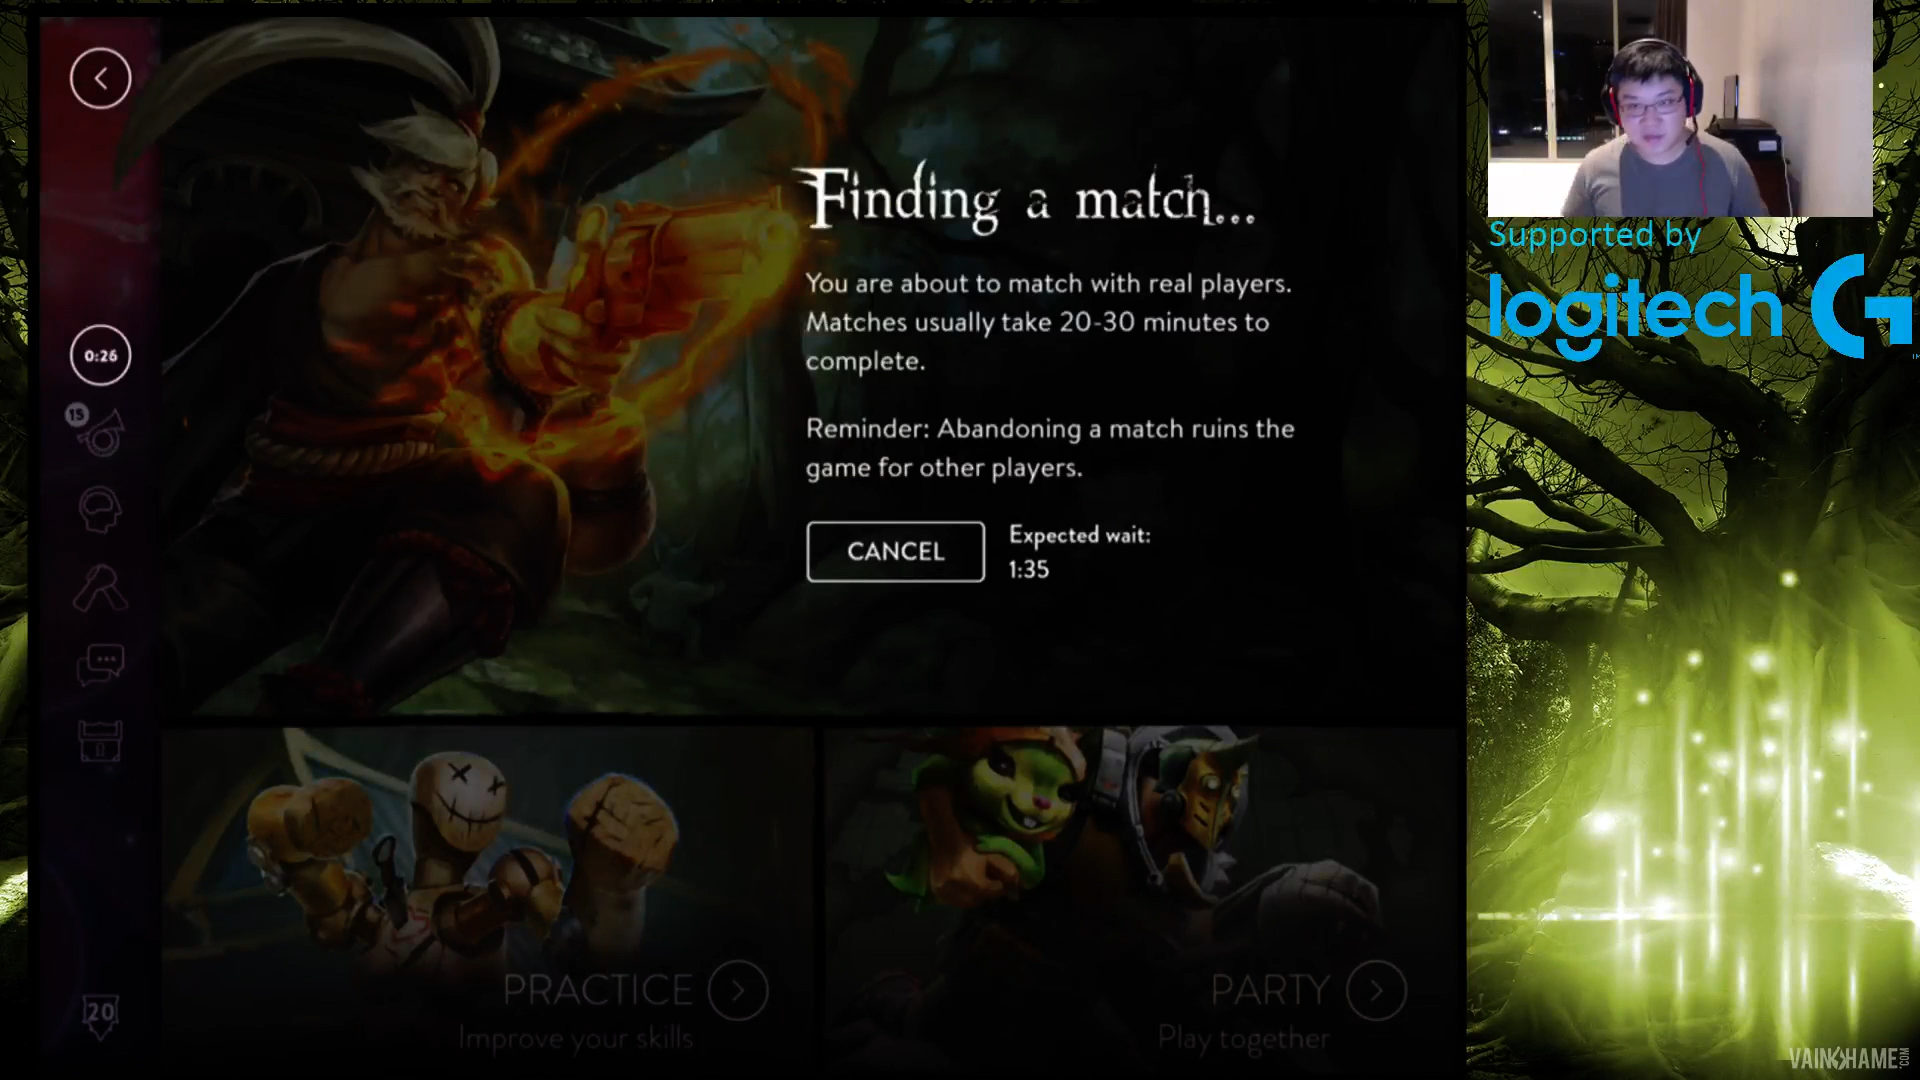 Finding a match...
You are about to match with real players.
Matches usually take 20-30 minutes to
complete.
Reminder: Abandoning a match ruins the
game for other players.
CANCEL
Expected wait:
1:35
0:26
15
20
PRACTICE
Improve your skills
PARTY
Play together
Supported by
logitech G
VAINSHAME.COM